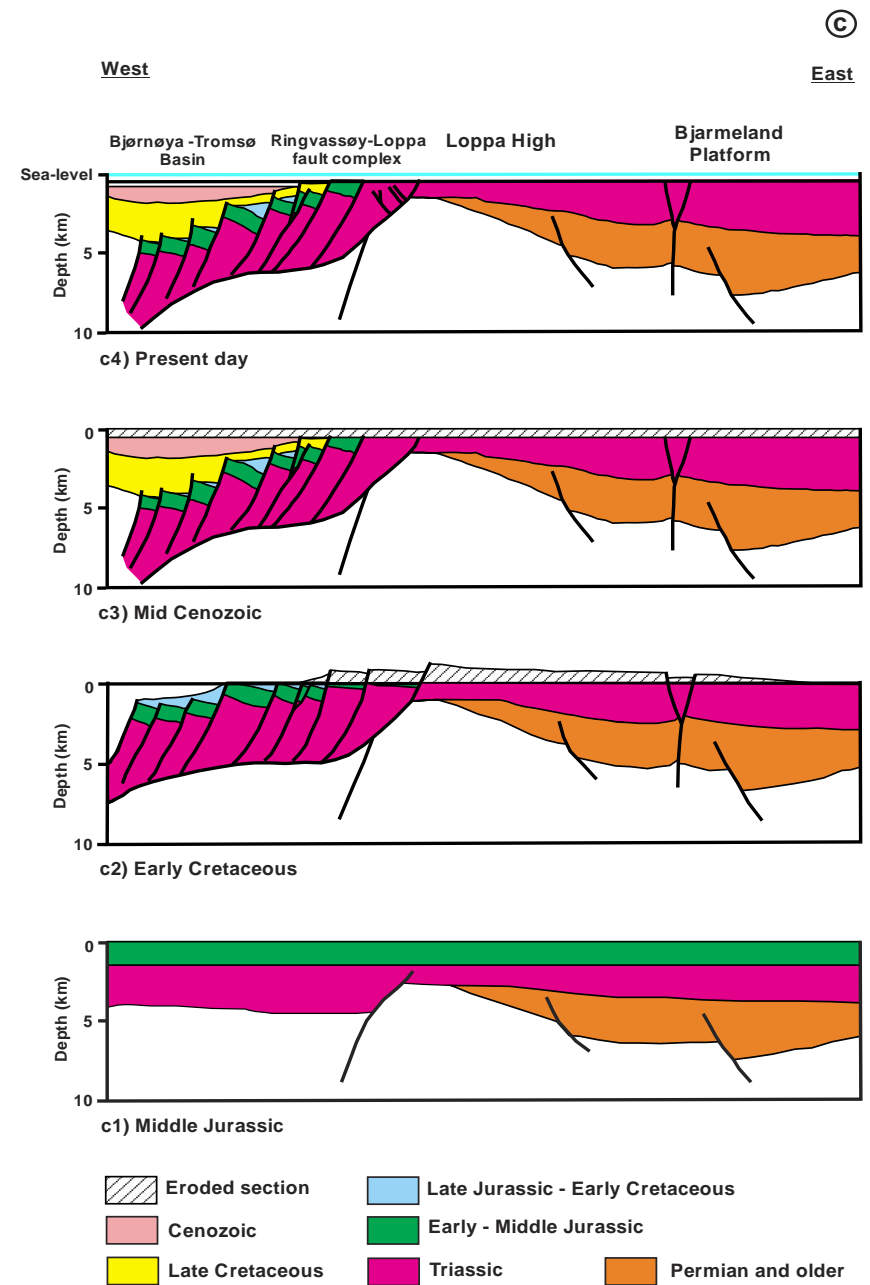 C
West
East
Bjørnøya -Tromsø
Basin
Ringvassøy-Loppa
fault complex
Loppa High
Bjarmeland
Platform
Sea-level
Depth (km)
5
10
c4) Present day
0
Depth (km)
5
10
c3) Mid Cenozoic
0
Depth (km)
5
10
c2) Early Cretaceous
0
Depth (km)
5
10
c1) Middle Jurassic
Eroded section
Late Jurassic - Early Cretaceous
Cenozoic
Early - Middle Jurassic
Late Cretaceous
Triassic
Permian and older